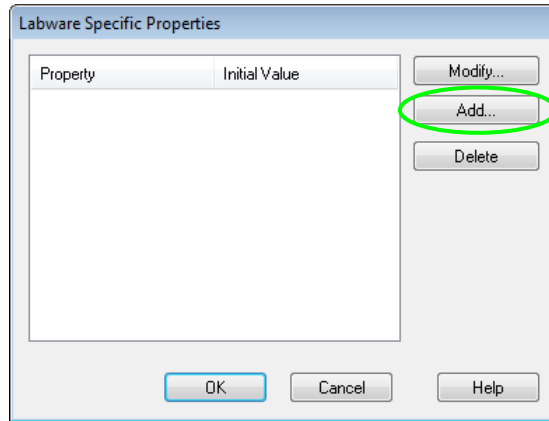 Labware Specific Properties
Property Initial Value
Modify...
Add...
Delete
OK Cancel Help